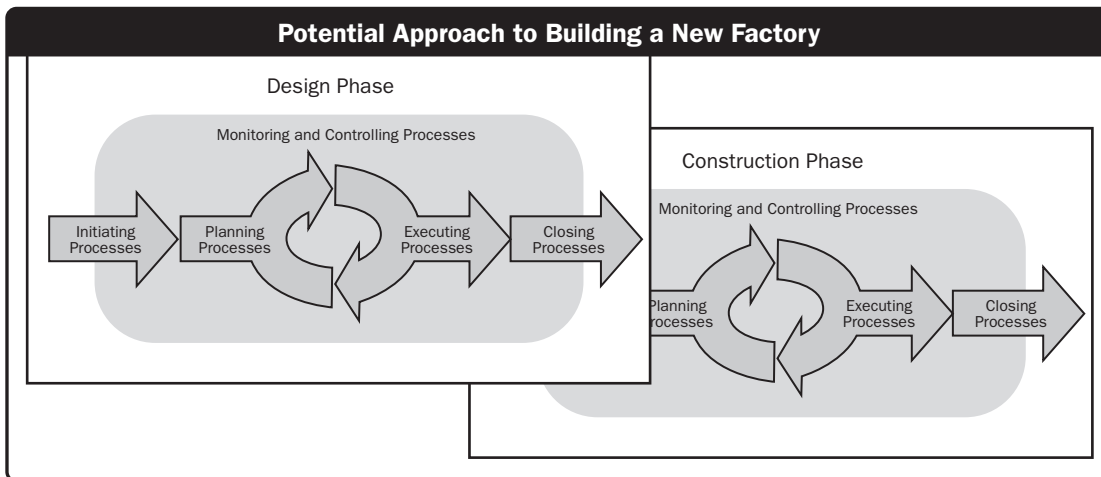 Potential Approach to Building a New Factory
Design Phase
Monitoring and Controlling Processes
Initiating
Processes
Planning
Processes
Executing
Processes
Closing
Processes
Construction Phase
Monitoring and Controlling Processes
Planning
rocesses
Executing
Processes
Closing
Processes